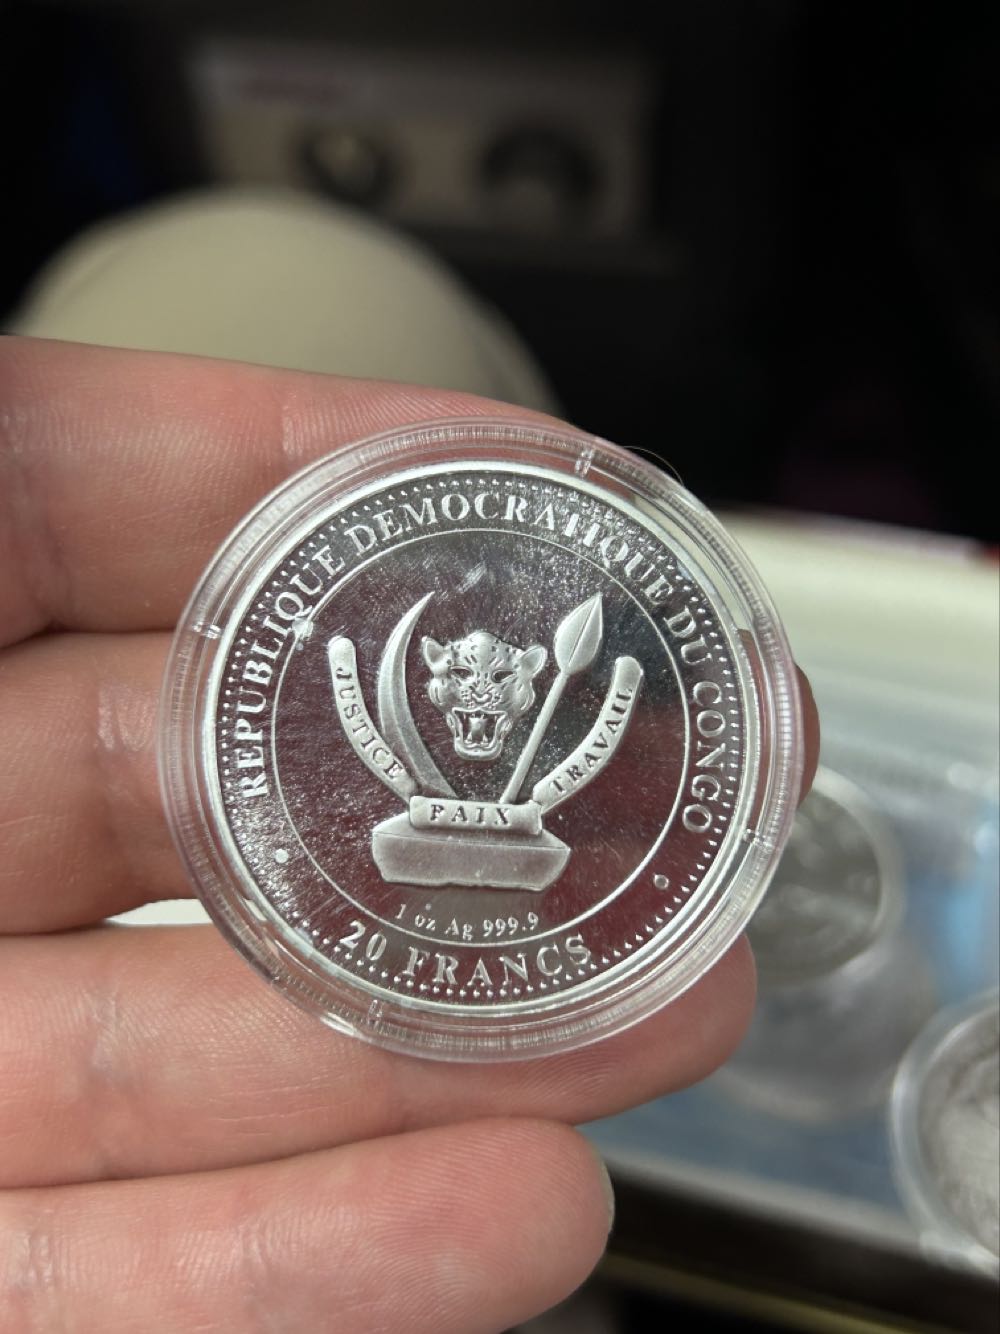 REPUBLIQUE DEMOCRATIQUE DU CONGO
JUSTICE
PAIX
TRAVAIL
1 oz Ag 999.9
20 FRANCS